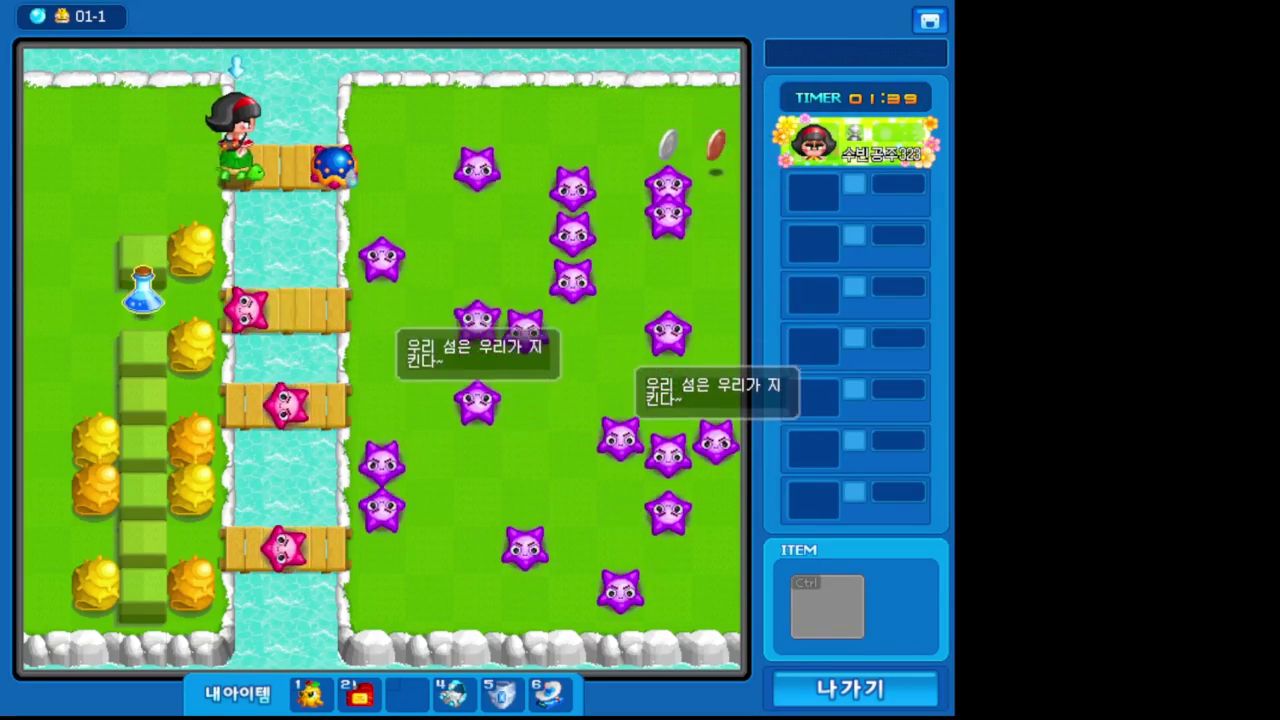 01-1
TIMER 01:39
수빈공주323
우리 섬은 우리가 지
킨다~
우리 섬은 우리가 지
킨다~
ITEM
Ctrl
내아이템
1
2
4
5
6
나가기